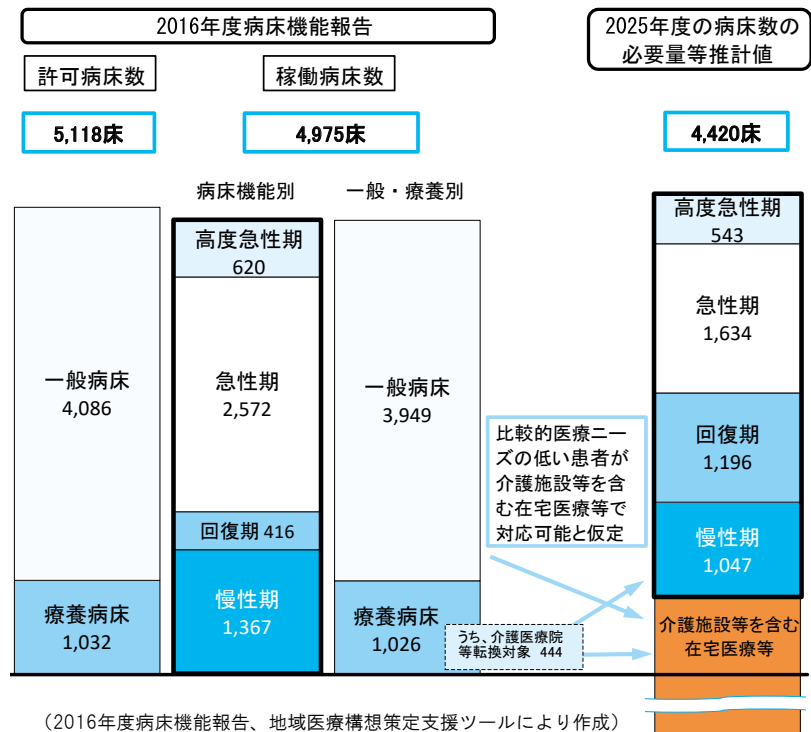 2016年度病床機能報告
2025年度の病床数の
必要量等推計値
許可病床数
稼働病床数
5,118床
4,975床
4,420床
病床機能別
一般・療養別
一般病床
4,086
療養病床
1,032
高度急性期
620
急性期
2,572
回復期 416
慢性期
1,367
一般病床
3,949
療養病床
1,026
比較的医療ニー
ズの低い患者が
介護施設等を含
む在宅医療等で
対応可能と仮定
うち、介護医療院
等転換対象 444
高度急性期
543
急性期
1,634
回復期
1,196
慢性期
1,047
介護施設等を含む
在宅医療等
（2016年度病床機能報告、地域医療構想策定支援ツールにより作成）